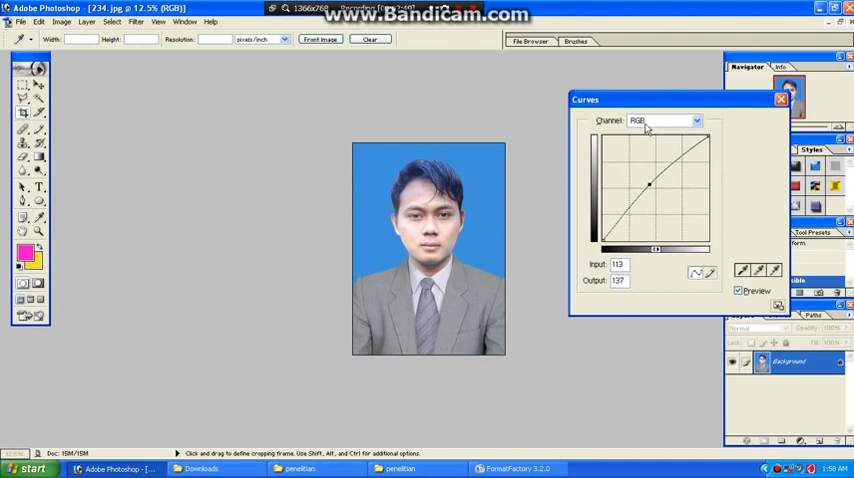 Adobe Photoshop - [234.jpg @ 12.5% (RGB)]
1366x768
www.Bandicam.com
File Edit Image Layer Select Filter View Window Help
Width: Height: Resolution: pixels/inch Front Image Clear
File Browser Brushes
Navigator Info
Curves
Channel: RGB
Styles
Input: 113
Output: 137
Preview
Tool Presets
Paths
Normal Opacity: 100%
Background
12.5% Doc: 15M/15M Click and drag to define cropping frame. Use Shift, Alt, and Ctrl for additional options.
start Adobe Photoshop - [... Downloads penelitian penelitian FormatFactory 3.2.0 1:58 AM